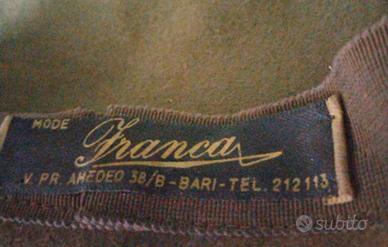 MODE
Franca
V. PR. AMEDEO 38/B - BARI - TEL. 212113
subito